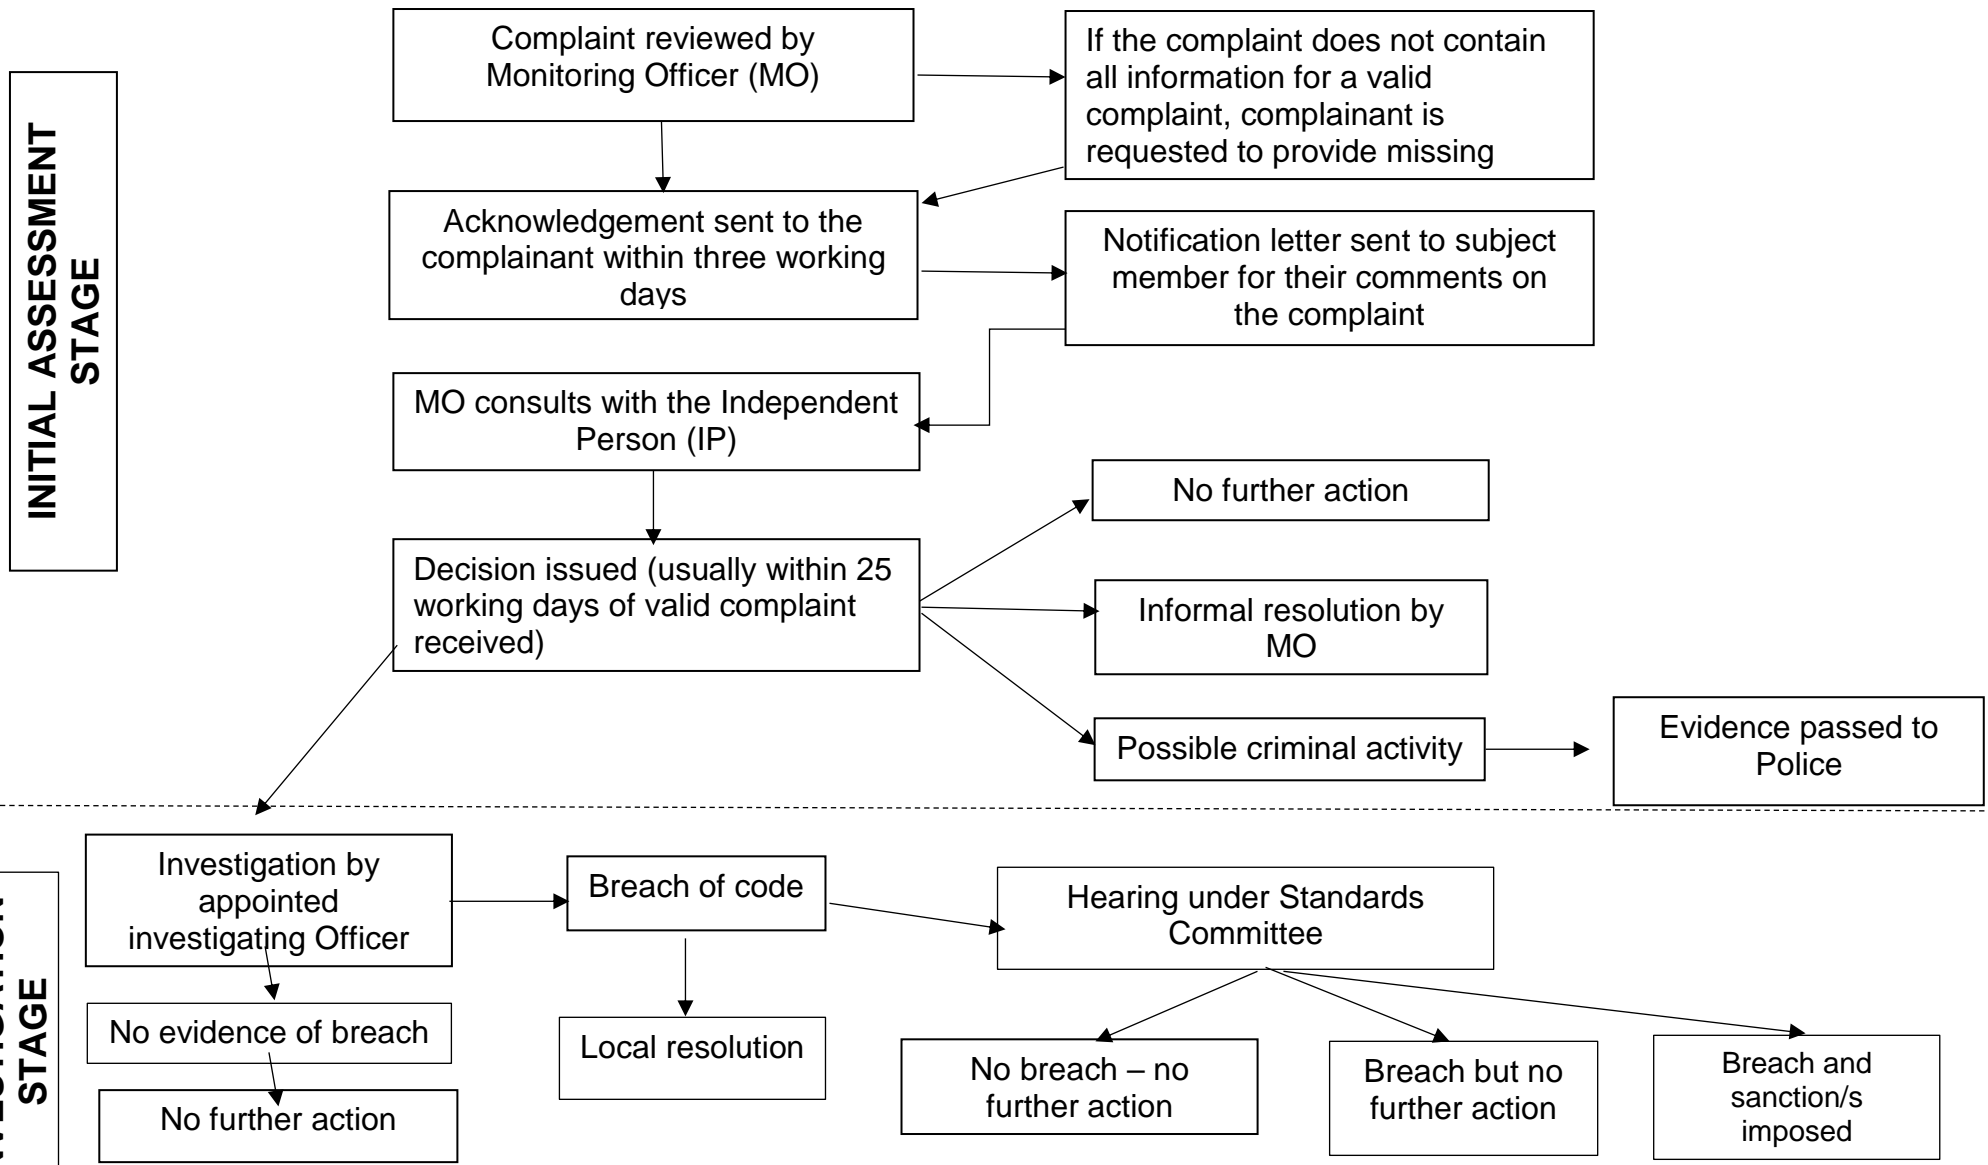 INITIAL ASSESSMENT
STAGE
Complaint reviewed by
Monitoring Officer (MO)
If the complaint does not contain
all information for a valid
complaint, complainant is
requested to provide missing
Acknowledgement sent to the
complainant within three working
days
Notification letter sent to subject
member for their comments on
the complaint
MO consults with the Independent
Person (IP)
Decision issued (usually within 25
working days of valid complaint
received)
No further action
Informal resolution by
MO
Possible criminal activity
Evidence passed to
Police
STAGE
Investigation by
appointed
investigating Officer
Breach of code
Hearing under Standards
Committee
No evidence of breach
No further action
Local resolution
No breach – no
further action
Breach but no
further action
Breach and
sanction/s
imposed